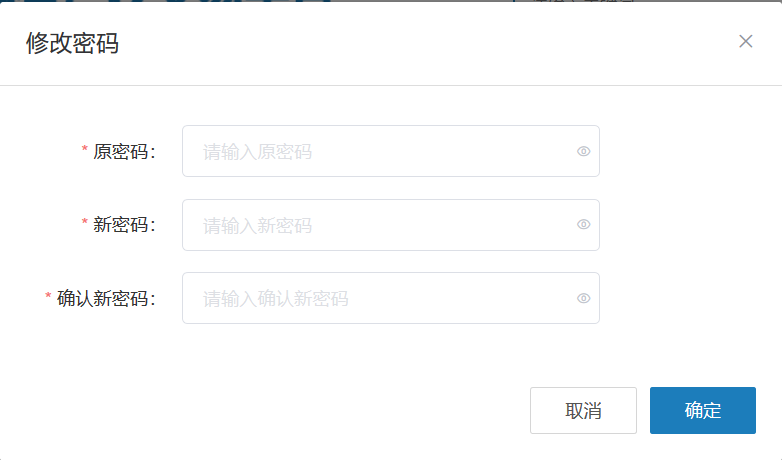 修改密码
* 原密码：
请输入原密码
* 新密码：
请输入新密码
* 确认新密码：
请输入确认新密码
取消
确定